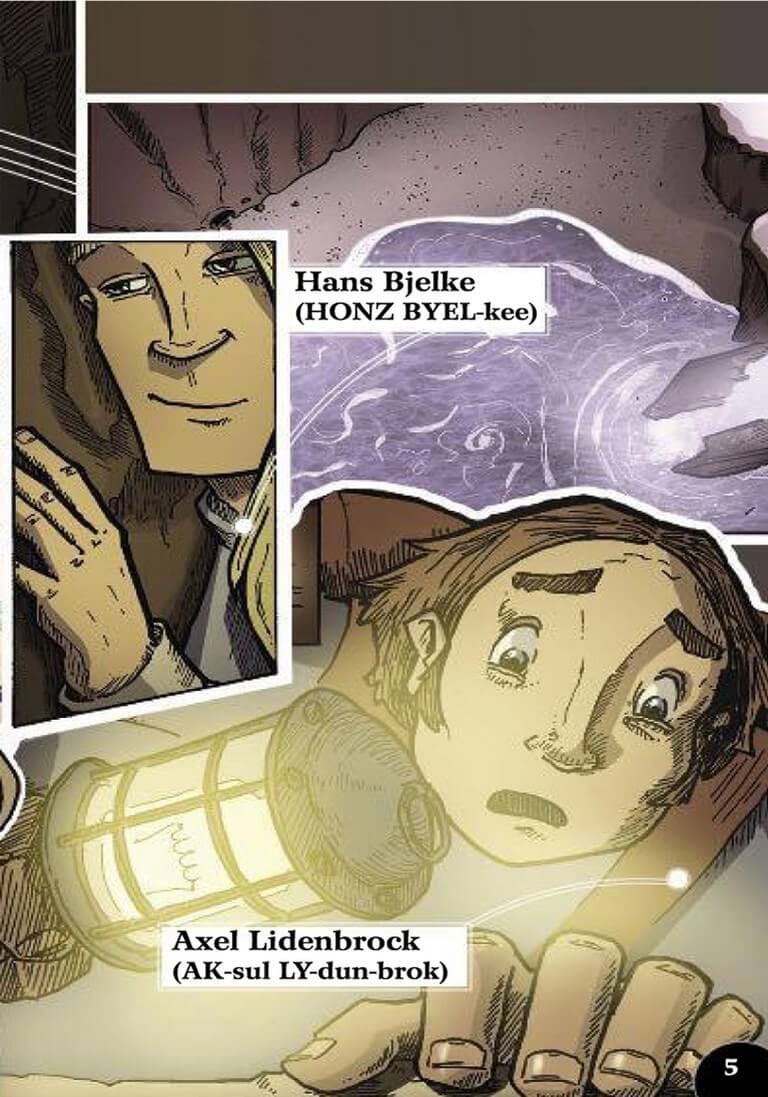 Hans Bjelke
(HONZ BYEL-kee)
Axel Lidenbrock
(AK-sul LY-dun-brok)
5